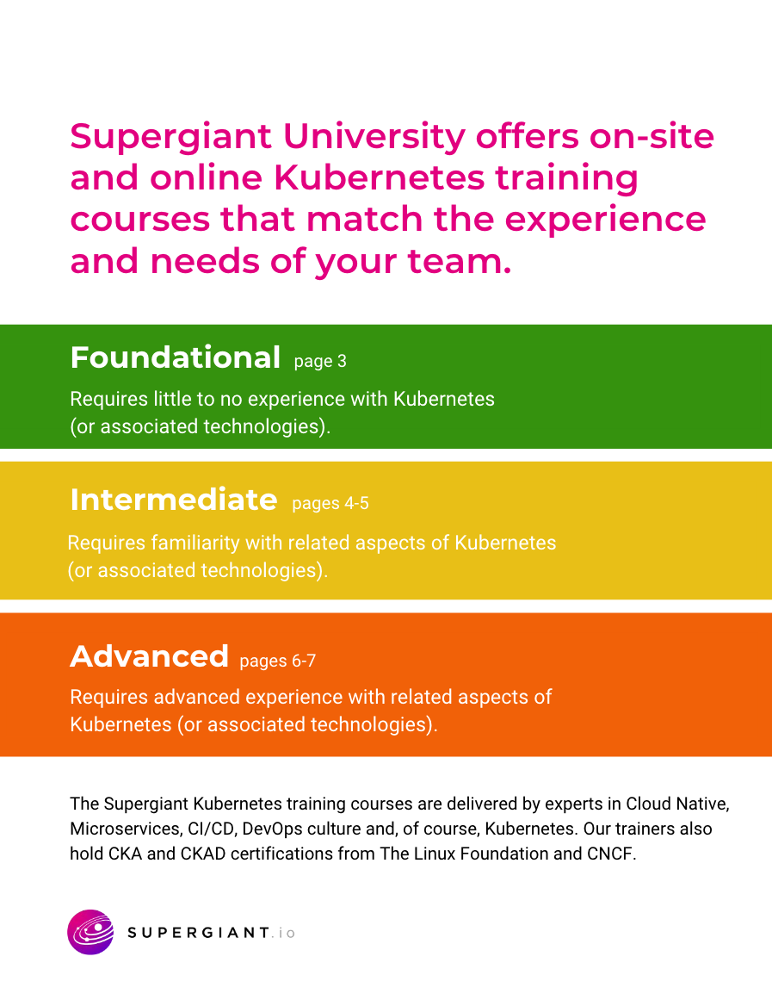 Supergiant University offers on-site
and online Kubernetes training
courses that match the experience
and needs of your team.
Foundational page 3
Requires little to no experience with Kubernetes
(or associated technologies).
Intermediate pages 4-5
Requires familiarity with related aspects of Kubernetes
(or associated technologies).
Advanced pages 6-7
Requires advanced experience with related aspects of
Kubernetes (or associated technologies).
The Supergiant Kubernetes training courses are delivered by experts in Cloud Native,
Microservices, CI/CD, DevOps culture and, of course, Kubernetes. Our trainers also
hold CKA and CKAD certifications from The Linux Foundation and CNCF.
SUPERGIANT.io